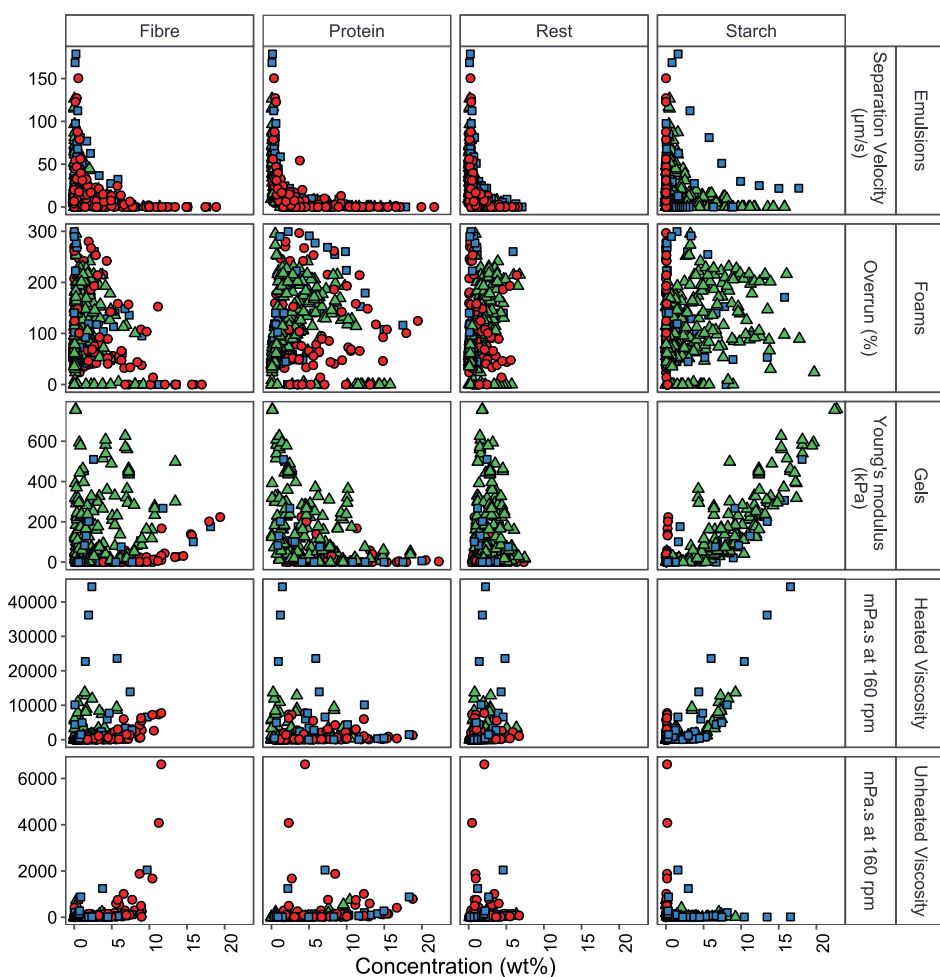 Fibre Protein Rest Starch
150
100
50
0
Separation Velocity
(µm/s)
Emulsions
300
200
100
0
Overrun (%)
Foams
600
400
200
0
Young's modulus
(kPa)
Gels
40000
30000
20000
10000
0
mPa.s at 160 rpm
Heated Viscosity
6000
4000
2000
0
mPa.s at 160 rpm
Unheated Viscosity
0 5 10 15 20 0 5 10 15 20 0 5 10 15 20 0 5 10 15 20
Concentration (wt%)